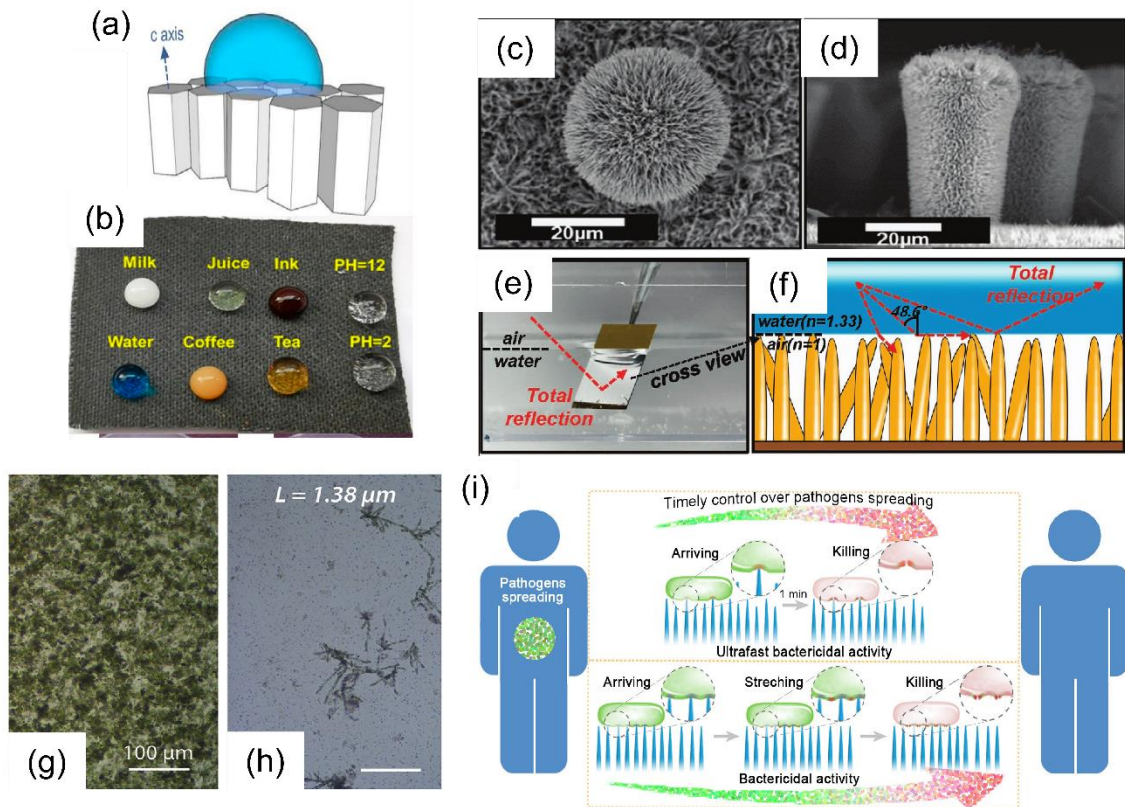 (a)
c axis
(b)
Milk
Juice
Ink
PH=12
Water
Coffee
Tea
PH=2
(c)
20μm
(d)
20μm
(e)
air
water
Total
reflection
cross view
(f)
Total
reflection
48.6°
water(n=1.33)
air(n=1)
(g)
100 μm
(h)
L = 1.38 μm
(i)
Timely control over pathogens spreading
Pathogens
spreading
Arriving
Killing
1 min
Ultrafast bactericidal activity
Arriving
Streching
Killing
Bactericidal activity